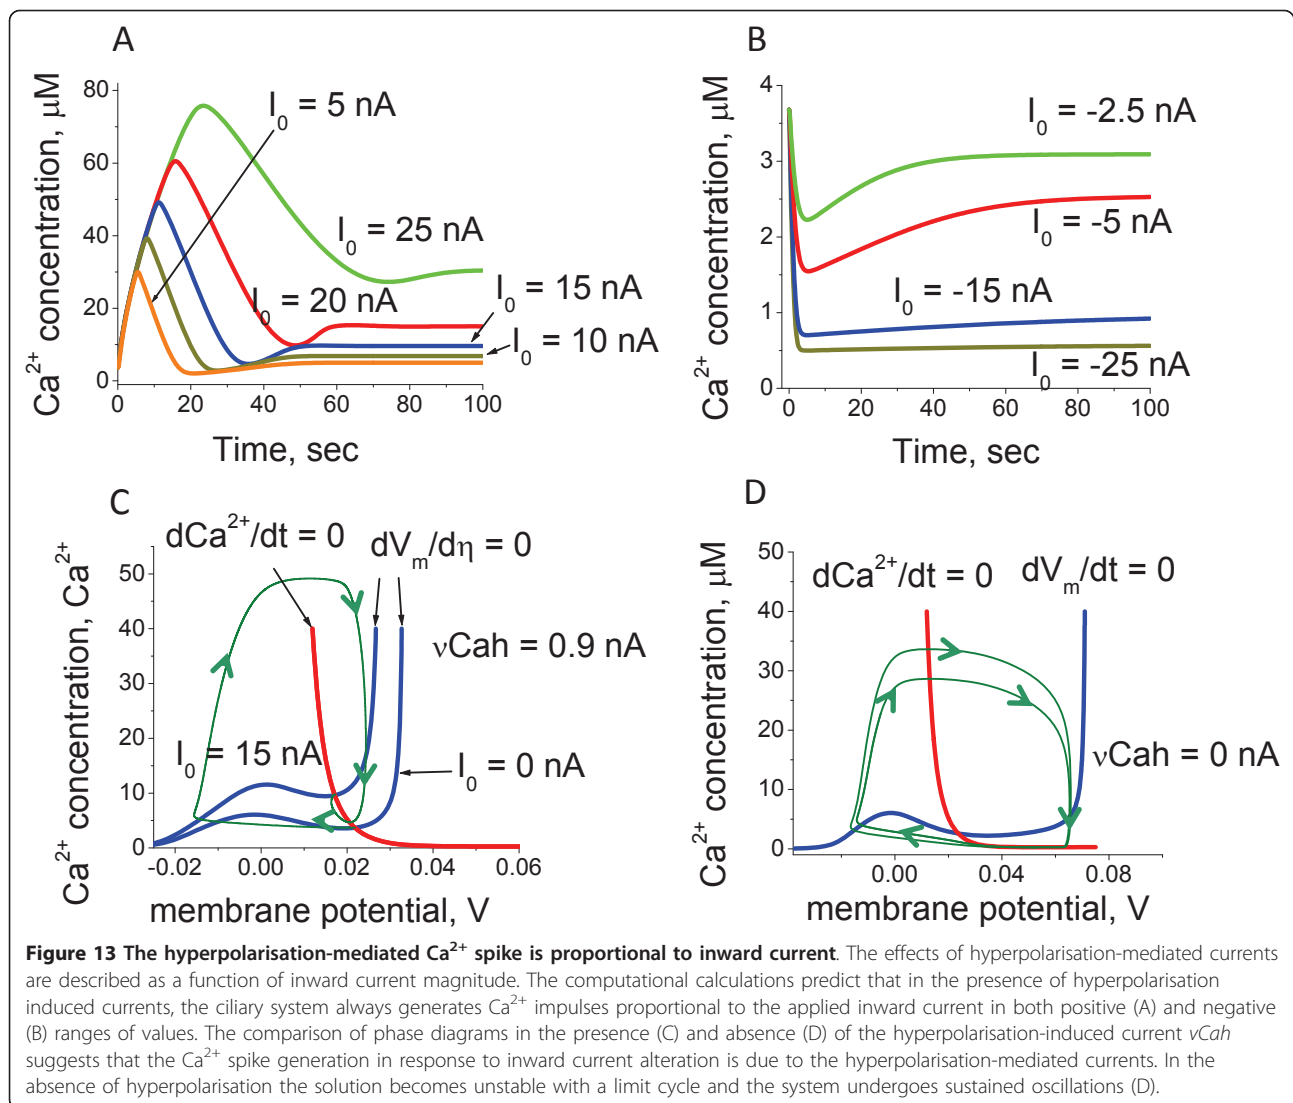 A
Ca²⁺ concentration, μM
80
60
40
20
0
0 20 40 60 80 100
Time, sec
I₀ = 5 nA
I₀ = 25 nA
I₀ = 20 nA
I₀ = 15 nA
I₀ = 10 nA
B
Ca²⁺ concentration, μM
4
3
2
1
0
0 20 40 60 80 100
Time, sec
I₀ = -2.5 nA
I₀ = -5 nA
I₀ = -15 nA
I₀ = -25 nA
C
Ca²⁺ concentration, Ca²⁺
50
40
30
20
10
0
-0.02 0.00 0.02 0.04 0.06
membrane potential, V
dCa²⁺/dt = 0
dVₘ/dη = 0
νCah = 0.9 nA
I₀ = 15 nA
I₀ = 0 nA
D
Ca²⁺ concentration, μM
50
40
30
20
10
0
0.00 0.04 0.08
membrane potential, V
dCa²⁺/dt = 0
dVₘ/dt = 0
νCah = 0 nA
Figure 13 The hyperpolarisation-mediated Ca²⁺ spike is proportional to inward current. The effects of hyperpolarisation-mediated currents
are described as a function of inward current magnitude. The computational calculations predict that in the presence of hyperpolarisation
induced currents, the ciliary system always generates Ca²⁺ impulses proportional to the applied inward current in both positive (A) and negative
(B) ranges of values. The comparison of phase diagrams in the presence (C) and absence (D) of the hyperpolarisation-induced current vCah
suggests that the Ca²⁺ spike generation in response to inward current alteration is due to the hyperpolarisation-mediated currents. In the
absence of hyperpolarisation the solution becomes unstable with a limit cycle and the system undergoes sustained oscillations (D).